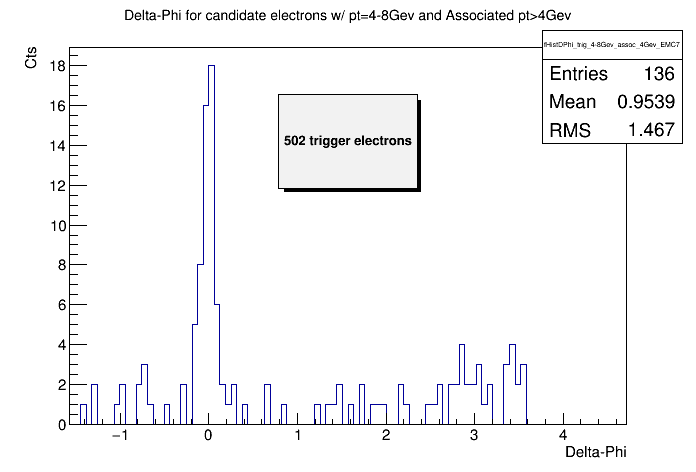 Delta-Phi for candidate electrons w/ pt=4-8Gev and Associated pt>4Gev
fHistDPhi_trig_4-8Gev_assoc_4Gev_EMC7
Entries 136
Mean 0.9539
RMS 1.467
502 trigger electrons
Cts
18
16
14
12
10
8
6
4
2
0
−1 0 1 2 3 4
Delta-Phi